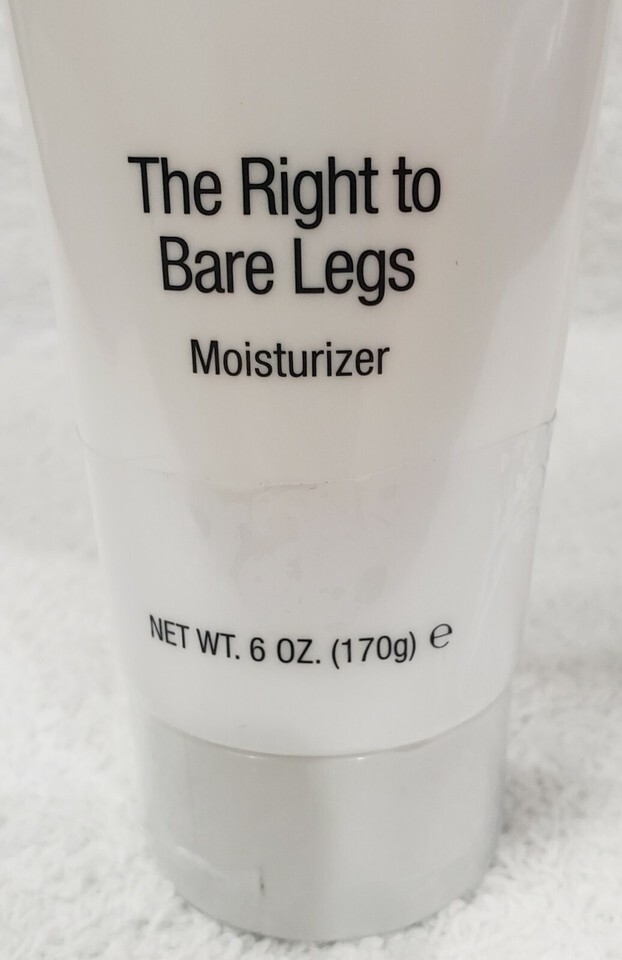 The Right to
Bare Legs
Moisturizer
NET WT. 6 OZ. (170g) ℮